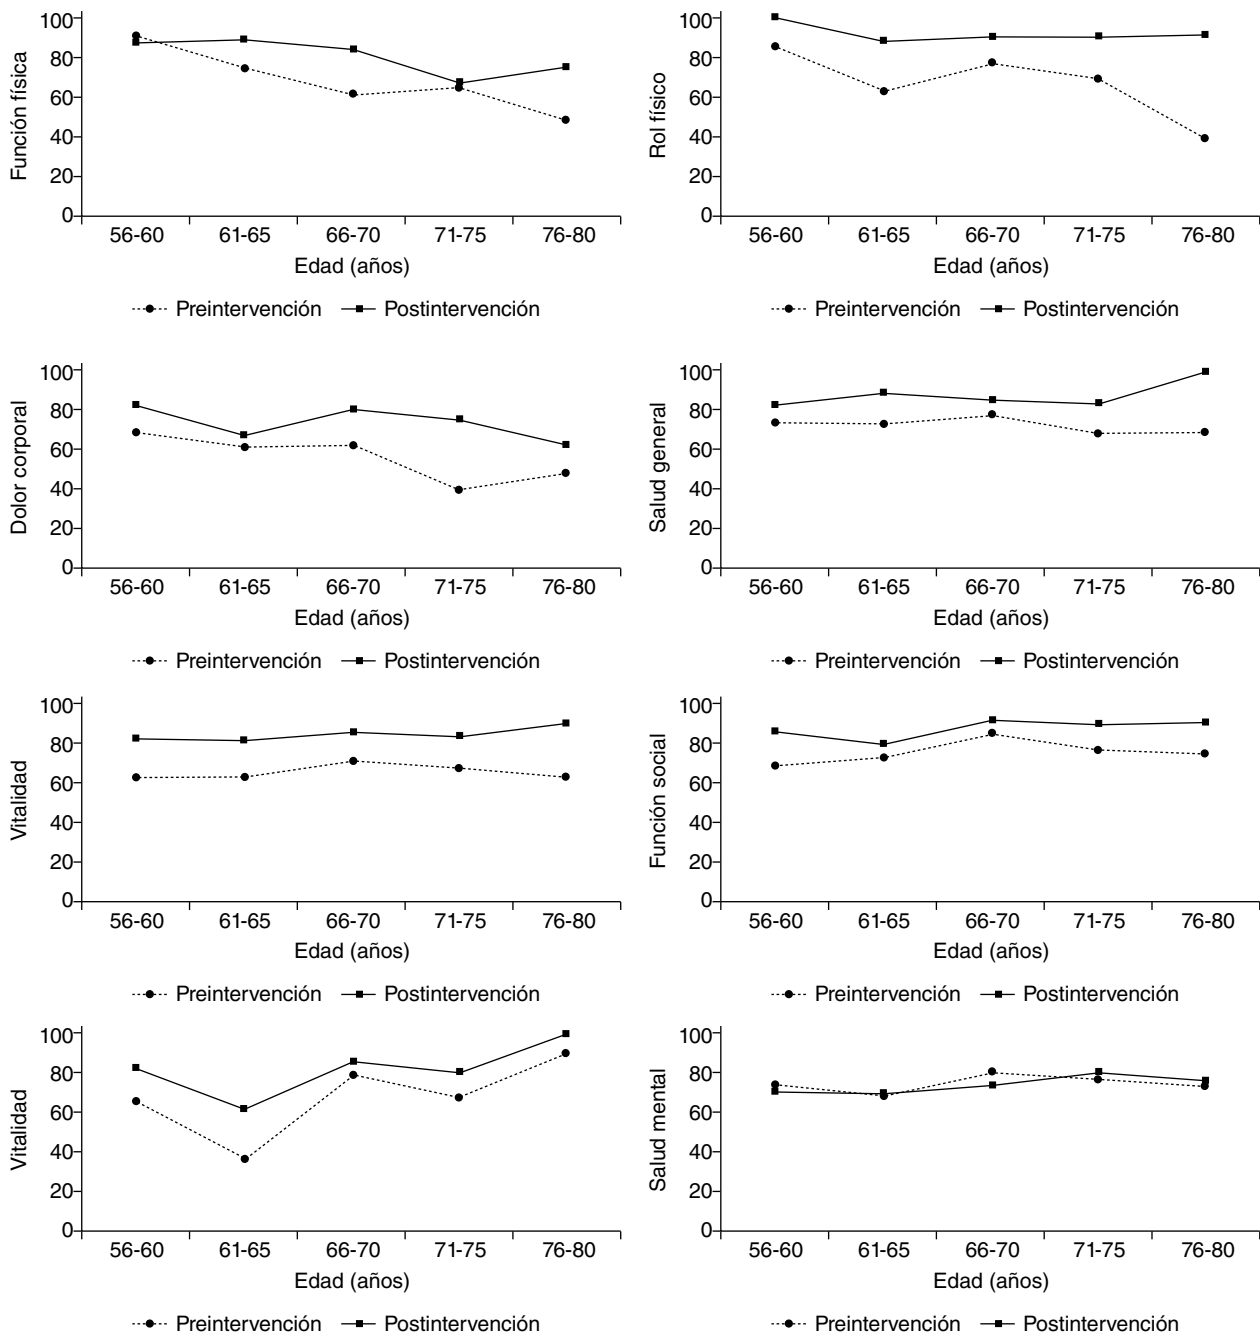 Función física
100
80
60
40
20
0
56-60 61-65 66-70 71-75 76-80
Edad (años)
Preintervención Postintervención
Rol físico
100
80
60
40
20
0
56-60 61-65 66-70 71-75 76-80
Edad (años)
Preintervención Postintervención
Dolor corporal
100
80
60
40
20
0
56-60 61-65 66-70 71-75 76-80
Edad (años)
Preintervención Postintervención
Salud general
100
80
60
40
20
0
56-60 61-65 66-70 71-75 76-80
Edad (años)
Preintervención Postintervención
Vitalidad
100
80
60
40
20
0
56-60 61-65 66-70 71-75 76-80
Edad (años)
Preintervención Postintervención
Función social
100
80
60
40
20
0
56-60 61-65 66-70 71-75 76-80
Edad (años)
Preintervención Postintervención
Vitalidad
100
80
60
40
20
0
56-60 61-65 66-70 71-75 76-80
Edad (años)
Preintervención Postintervención
Salud mental
100
80
60
40
20
0
56-60 61-65 66-70 71-75 76-80
Edad (años)
Preintervención Postintervención